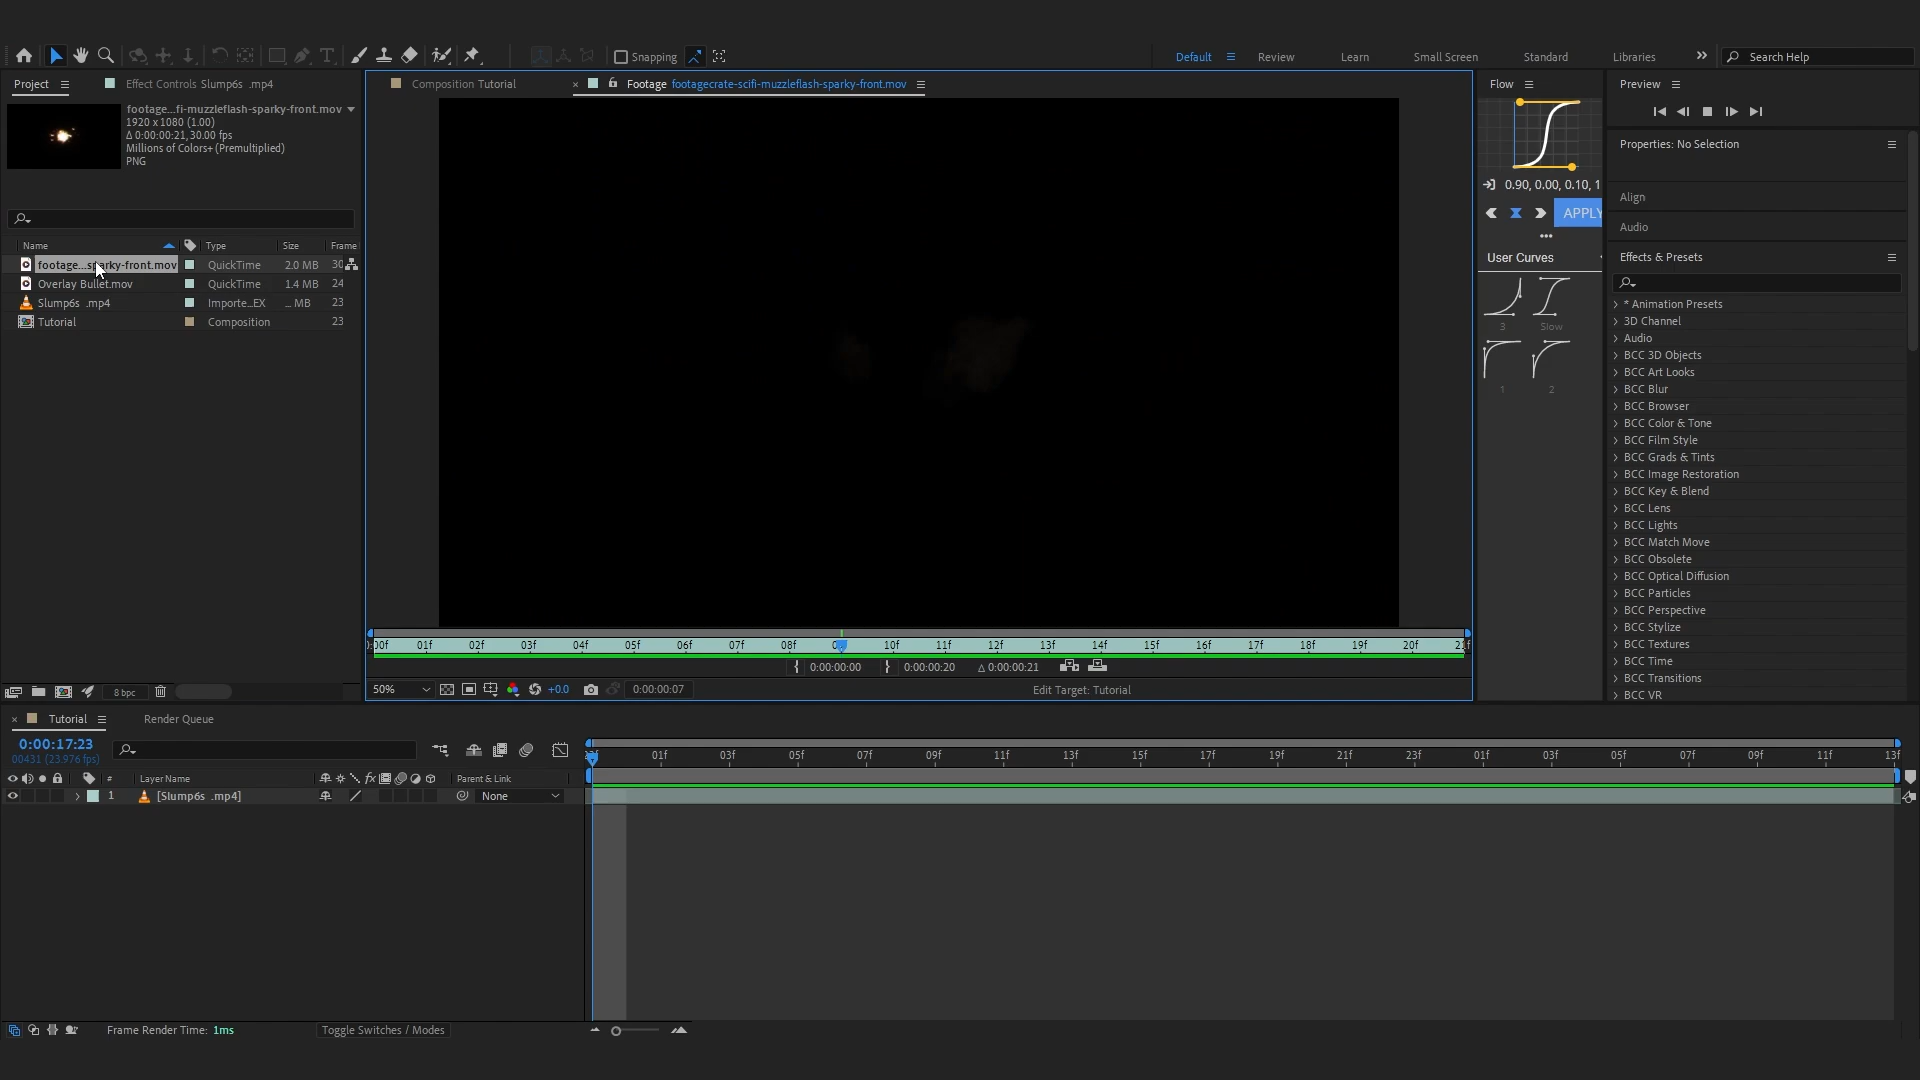 Snapping
Default
Review
Learn
Small Screen
Standard
Libraries
Search Help
Project
Effect Controls Slump6s .mp4
Composition Tutorial
Footage footagecrate-scifi-muzzleflash-sparky-front.mov
Flow
Preview
footage...fi-muzzleflash-sparky-front.mov
1920 x 1080 (1.00)
Δ 0:00:00:21, 30.00 fps
Millions of Colors+ (Premultiplied)
PNG
Properties: No Selection
0.90, 0.00, 0.10, 1
Align
APPLY
Audio
Name Type Size Frame
footage...sparky-front.mov QuickTime 2.0 MB 30
Overlay Bullet.mov QuickTime 1.4 MB 24
Slump6s .mp4 Importe...EX ... MB 23
Tutorial Composition 23
User Curves
3 Slow
1 2
Effects & Presets
* Animation Presets
3D Channel
Audio
BCC 3D Objects
BCC Art Looks
BCC Blur
BCC Browser
BCC Color & Tone
BCC Film Style
BCC Grads & Tints
BCC Image Restoration
BCC Key & Blend
BCC Lens
BCC Lights
BCC Match Move
BCC Obsolete
BCC Optical Diffusion
BCC Particles
BCC Perspective
BCC Stylize
BCC Textures
BCC Time
BCC Transitions
BCC VR
00f 01f 02f 03f 04f 05f 06f 07f 08f 10f 11f 12f 13f 14f 15f 16f 17f 18f 19f 20f
0:00:00:00 0:00:00:20 Δ 0:00:00:21
8 bpc
50% +0.0 0:00:00:07 Edit Target: Tutorial
Tutorial
Render Queue
0:00:17:23
00431 (23.976 fps)
01f 03f 05f 07f 09f 11f 13f 15f 17f 19f 21f 23f 01f 03f 05f 07f 09f 11f 13f
# Layer Name fx Parent & Link
1 [Slump6s .mp4] None
Frame Render Time: 1ms
Toggle Switches / Modes